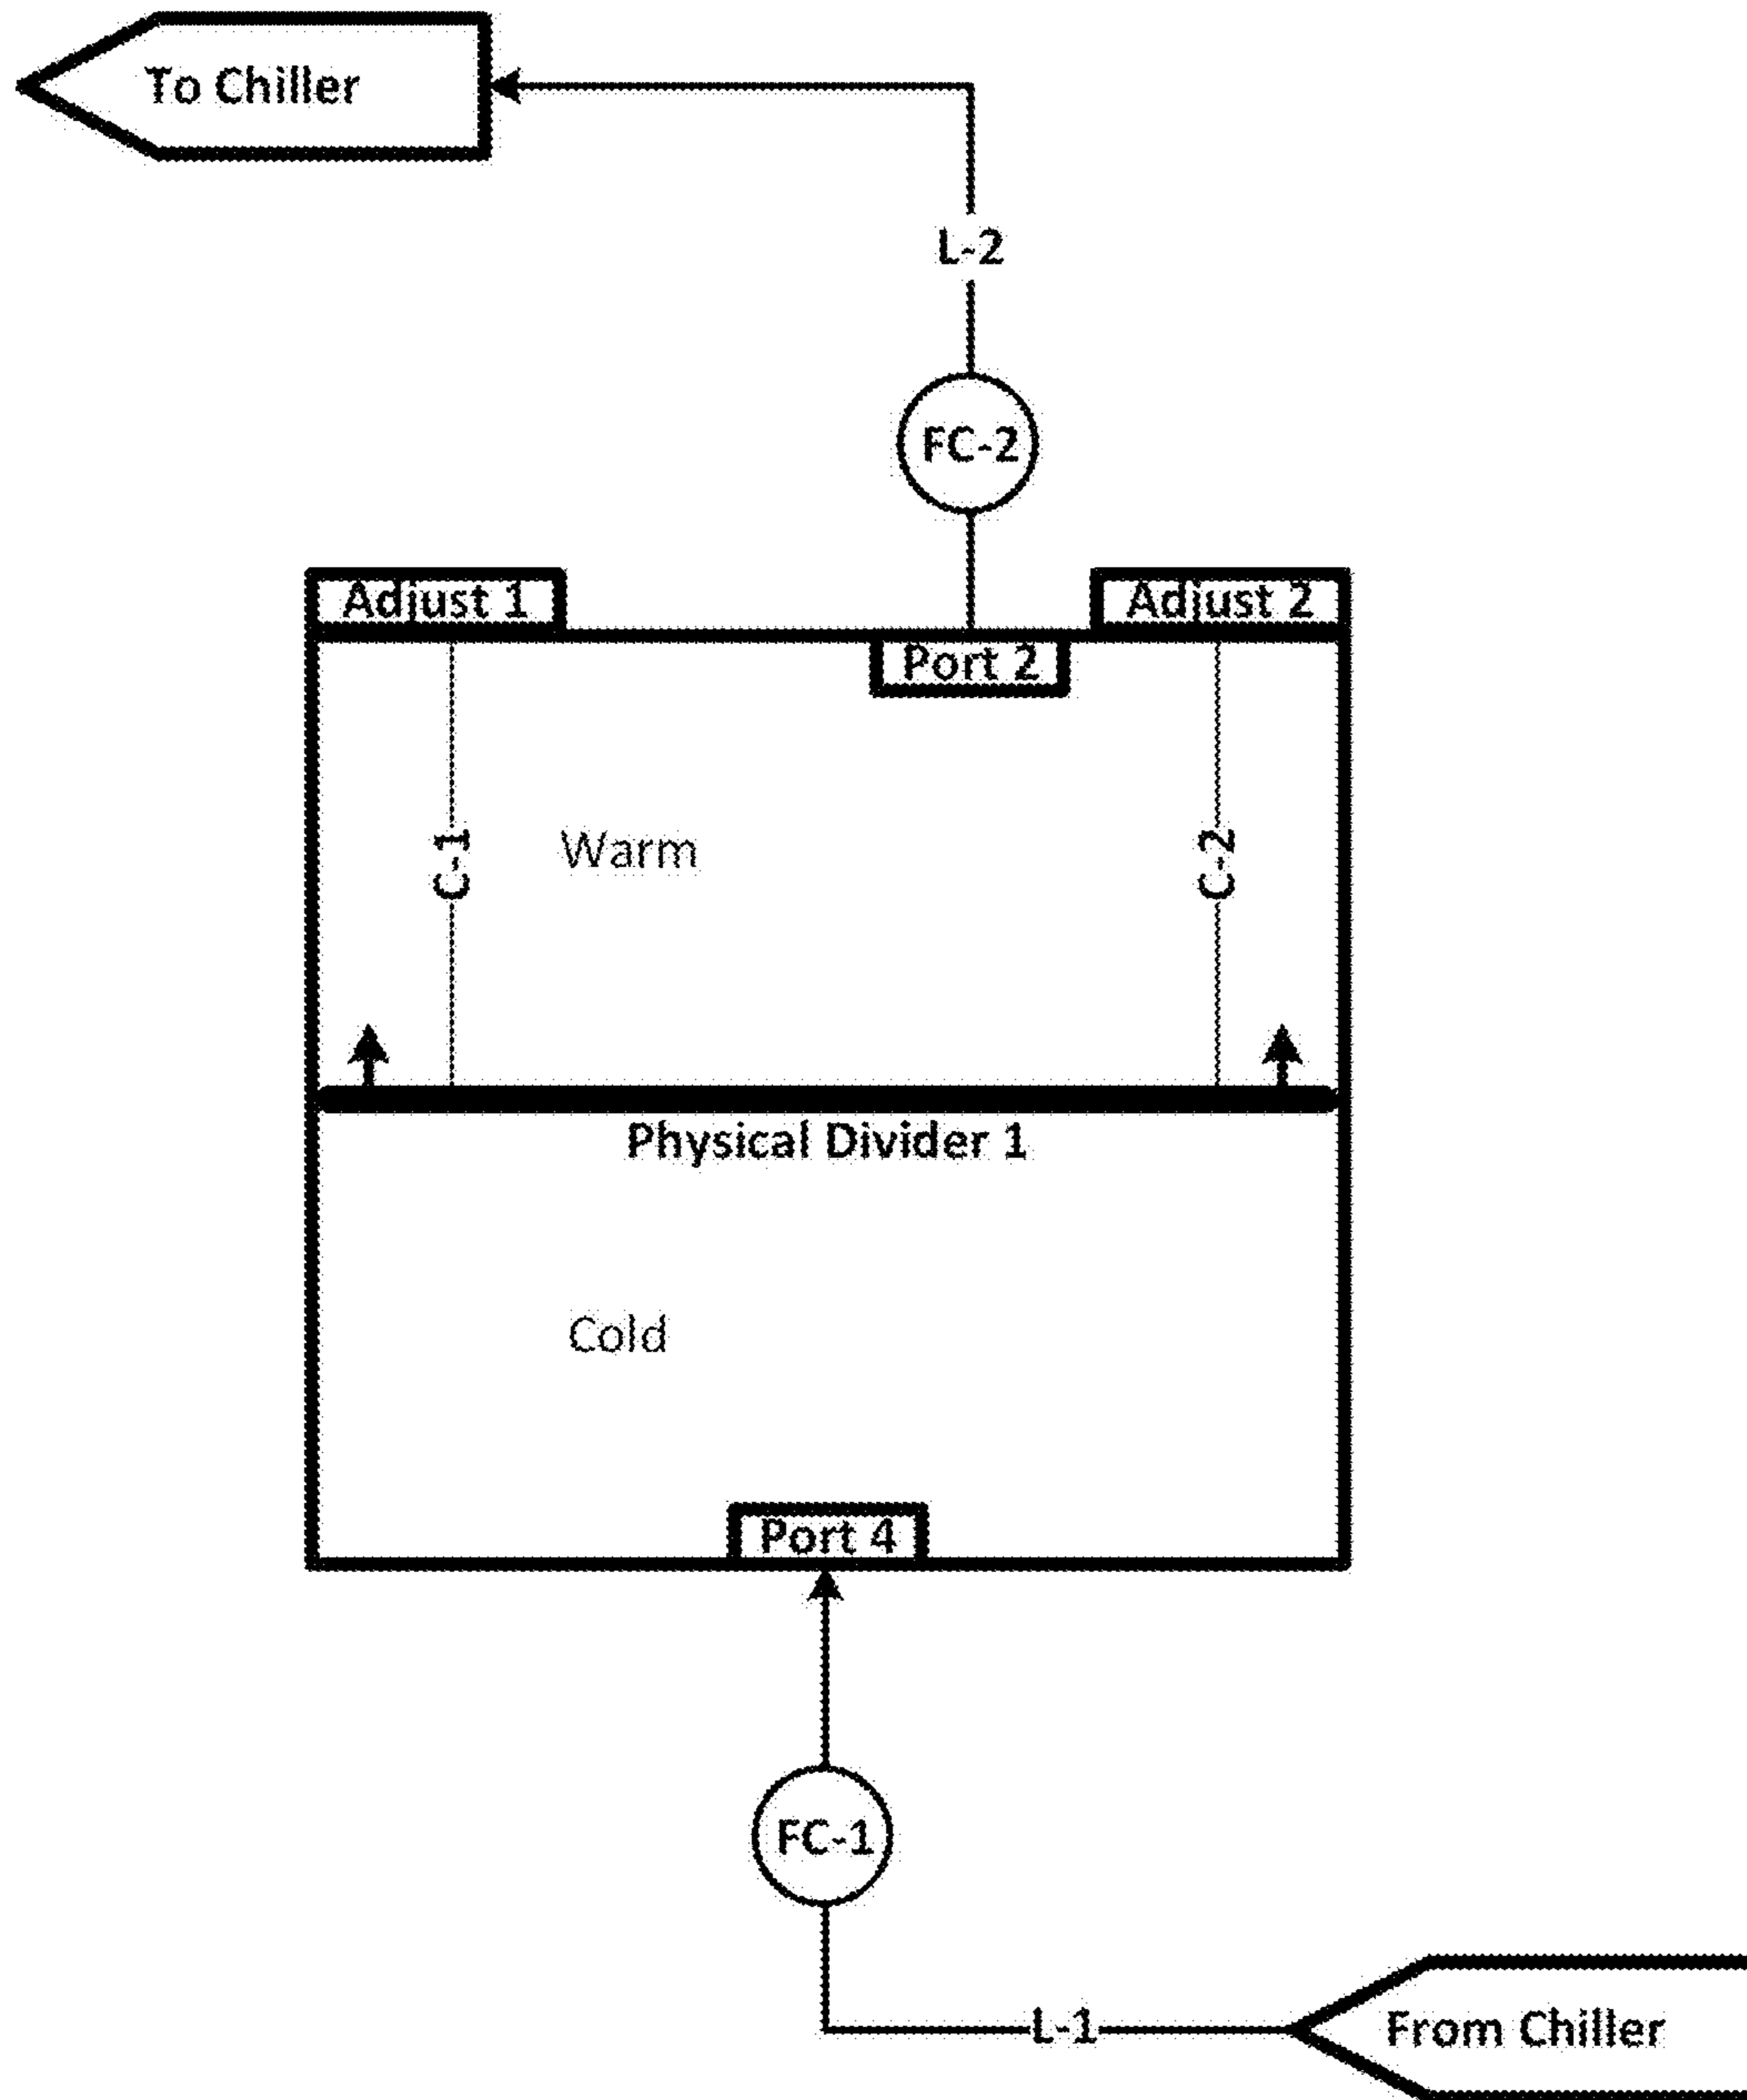 To Chiller
L-2
FC-2
Adjust 1
Adjust 2
Port 2
C-1
Warm
C-2
Physical Divider 1
Cold
Port 4
FC-1
L-1
From Chiller